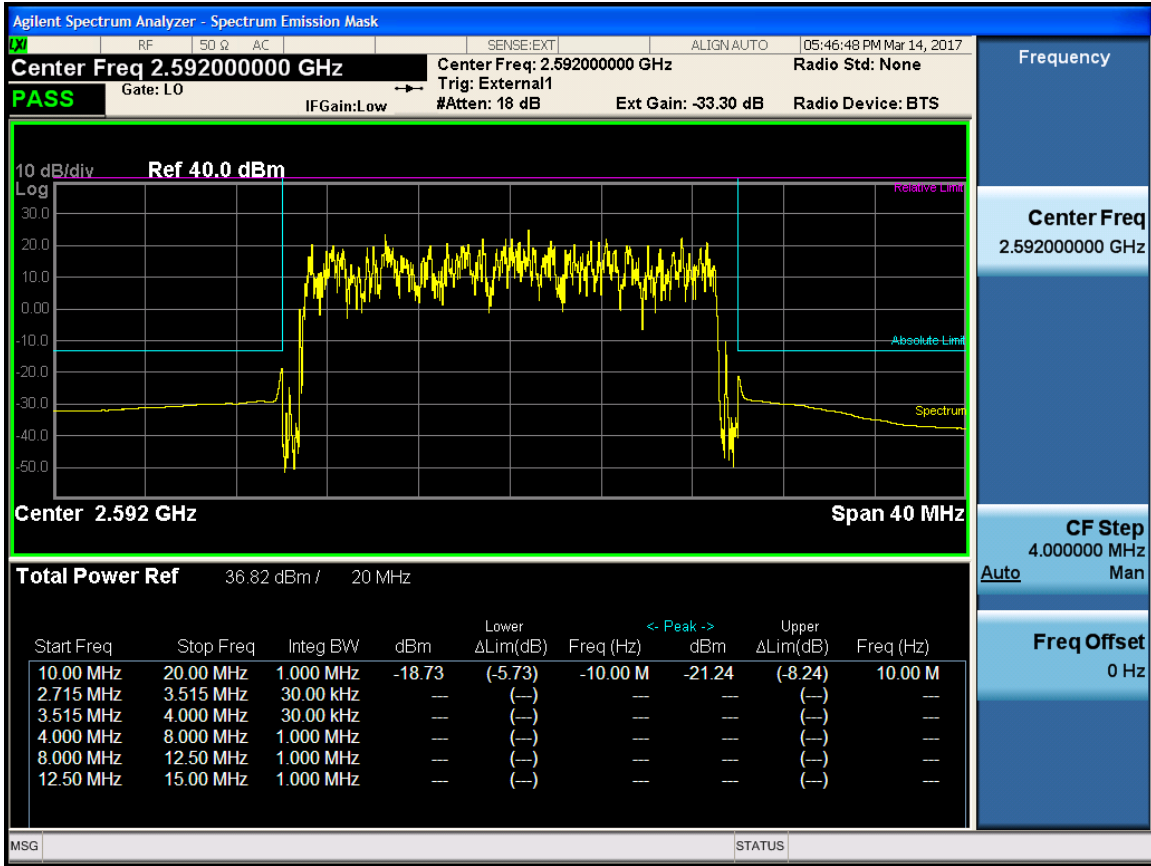 Agilent Spectrum Analyzer - Spectrum Emission Mask
LXI RF 50 Ω AC SENSE:EXT ALIGN AUTO 05:46:48 PM Mar 14, 2017
Center Freq 2.592000000 GHz Center Freq: 2.592000000 GHz Radio Std: None
Gate: LO Trig: External1
PASS IFGain:Low #Atten: 18 dB Ext Gain: -33.30 dB Radio Device: BTS
10 dB/div Ref 40.0 dBm
Log
Relative Limit
30.0
20.0
10.0
0.00
-10.0
Absolute Limit
-20.0
-30.0
Spectrum
-40.0
-50.0
Center 2.592 GHz Span 40 MHz
Total Power Ref 36.82 dBm / 20 MHz
Lower <- Peak -> Upper
Start Freq Stop Freq Integ BW dBm ΔLim(dB) Freq (Hz) dBm ΔLim(dB) Freq (Hz)
10.00 MHz 20.00 MHz 1.000 MHz -18.73 (-5.73) -10.00 M -21.24 (-8.24) 10.00 M
2.715 MHz 3.515 MHz 30.00 kHz --- (---) --- --- (---) ---
3.515 MHz 4.000 MHz 30.00 kHz --- (---) --- --- (---) ---
4.000 MHz 8.000 MHz 1.000 MHz --- (---) --- --- (---) ---
8.000 MHz 12.50 MHz 1.000 MHz --- (---) --- --- (---) ---
12.50 MHz 15.00 MHz 1.000 MHz --- (---) --- --- (---) ---
Frequency
Center Freq
2.592000000 GHz
CF Step
4.000000 MHz
Auto Man
Freq Offset
0 Hz
MSG STATUS